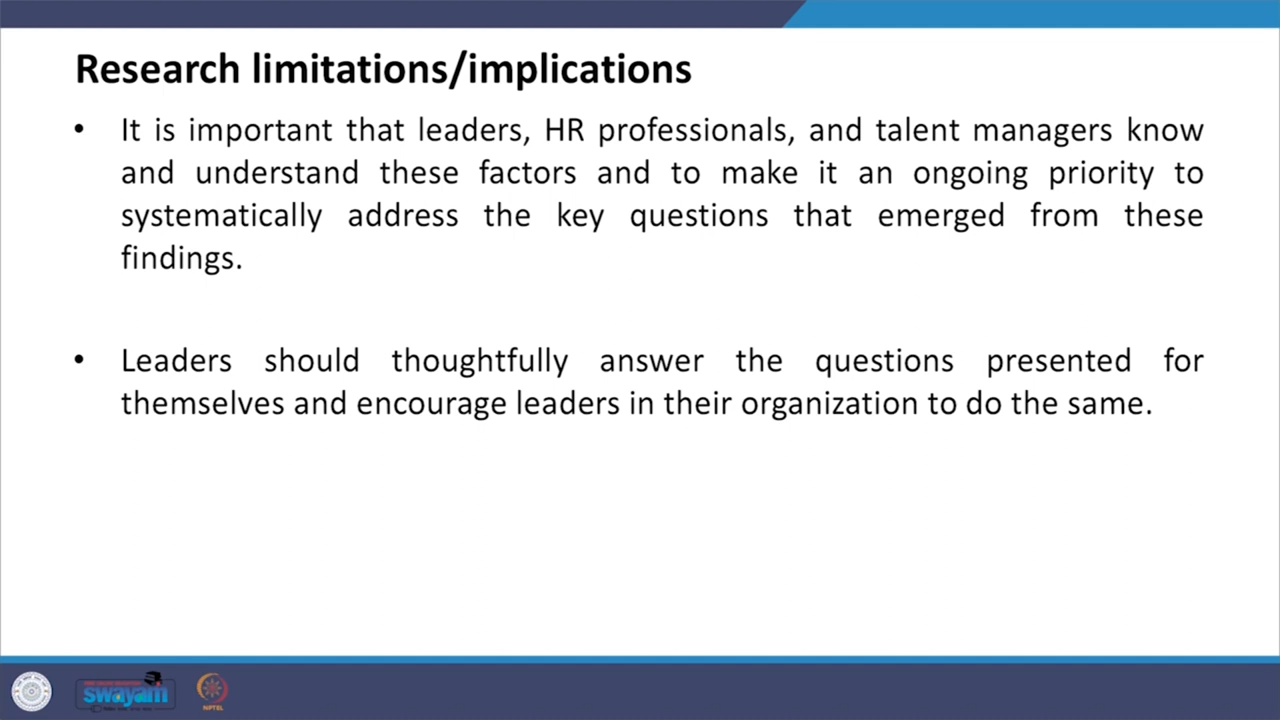 Research limitations/implications
• It is important that leaders, HR professionals, and talent managers know
and understand these factors and to make it an ongoing priority to
systematically address the key questions that emerged from these
findings.
• Leaders should thoughtfully answer the questions presented for
themselves and encourage leaders in their organization to do the same.
swayam
NPTEL